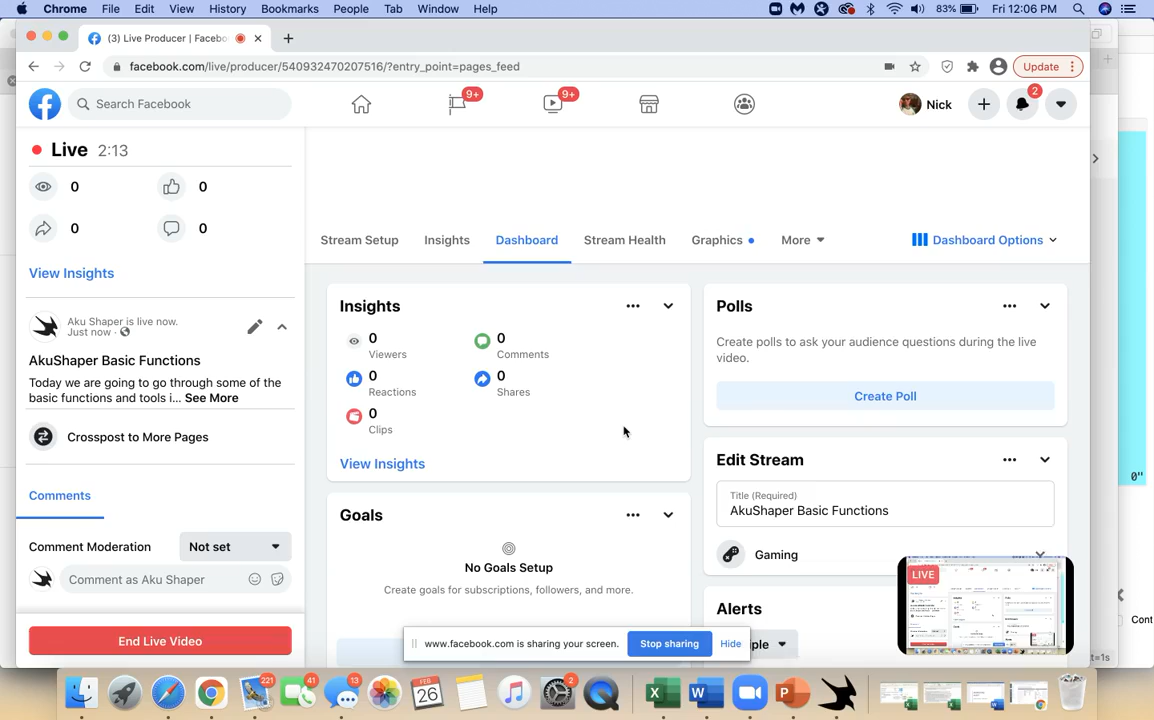 Chrome File Edit View History Bookmarks People Tab Window Help 83% Fri 12:06 PM
(3) Live Producer | Facebo
facebook.com/live/producer/540932470207516/?entry_point=pages_feed Update
Search Facebook 9+ 9+ Nick 2
Live 2:13
0 0
0 0
View Insights
Stream Setup Insights Dashboard Stream Health Graphics More Dashboard Options
Aku Shaper is live now.
Just now ·
AkuShaper Basic Functions
Today we are going to go through some of the
basic functions and tools i... See More
Crosspost to More Pages
Comments
Comment Moderation Not set
Comment as Aku Shaper
End Live Video
Insights
0
Viewers
0
Comments
0
Reactions
0
Shares
0
Clips
View Insights
Goals
No Goals Setup
Create goals for subscriptions, followers, and more.
Polls
Create polls to ask your audience questions during the live
video.
Create Poll
Edit Stream
Title (Required)
AkuShaper Basic Functions
Gaming
Alerts
ple
LIVE
www.facebook.com is sharing your screen. Stop sharing Hide
0"
Cont
t=1s
221 41 13 FEB 26 2